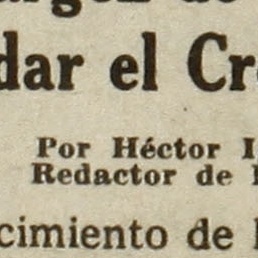 dar el Cr
Por Héctor I
Redactor de
cimiento de